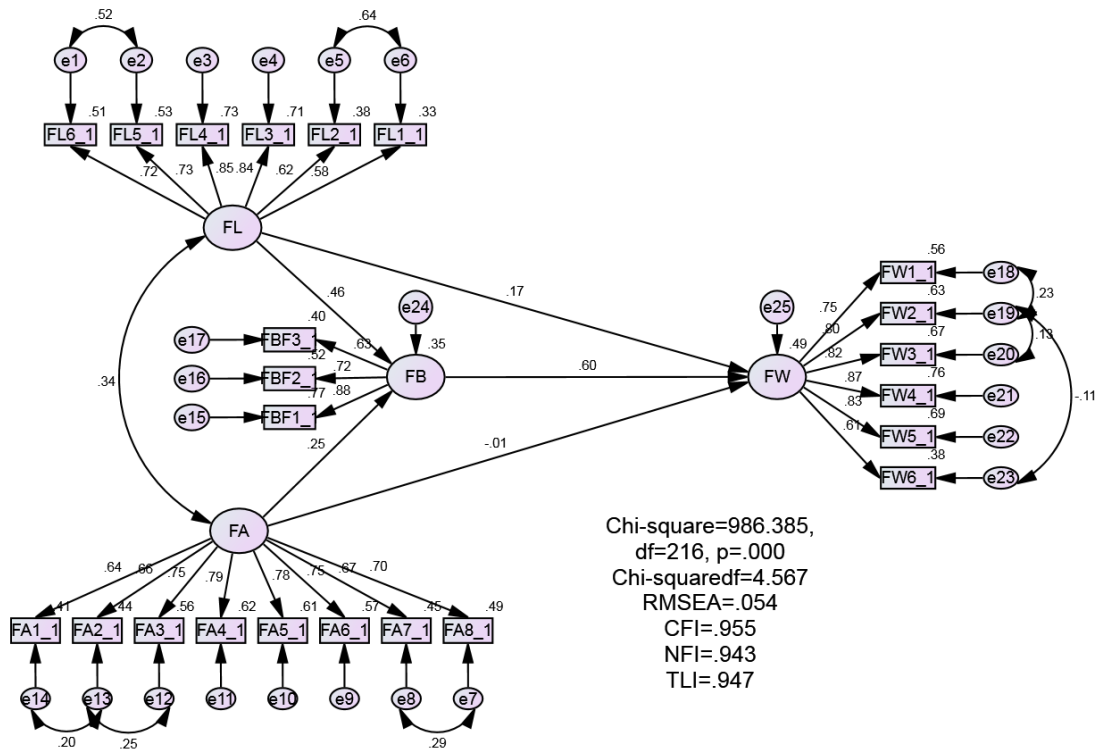 .52 .64
e1 e2 e3 e4 e5 e6
.51 .53 .73 .71 .38 .33
FL6_1 FL5_1 FL4_1 FL3_1 FL2_1 FL1_1
.72 .73 .85 .84 .62 .58
FL
.46 .17
.34
e24 e25
.35 .49
.40
e17 FBF3_1 .63
.52
e16 FBF2_1 .72
.77
e15 FBF1_1 .88
FB .60 FW
.25 -.01
.56
.75 FW1_1 e18
.23
.63
.80 FW2_1 e19
.13
.67
.82 FW3_1 e20
.76
.87 FW4_1 e21
-.11
.69
.83 FW5_1 e22
.38
.61 FW6_1 e23
FA
Chi-square=986.385,
df=216, p=.000
Chi-squaredf=4.567
RMSEA=.054
CFI=.955
NFI=.943
TLI=.947
.64 .66 .75 .79 .78 .75 .67 .70
.41 .44 .56 .62 .61 .57 .45 .49
FA1_1 FA2_1 FA3_1 FA4_1 FA5_1 FA6_1 FA7_1 FA8_1
e14 e13 e12 e11 e10 e9 e8 e7
.20 .25 .29